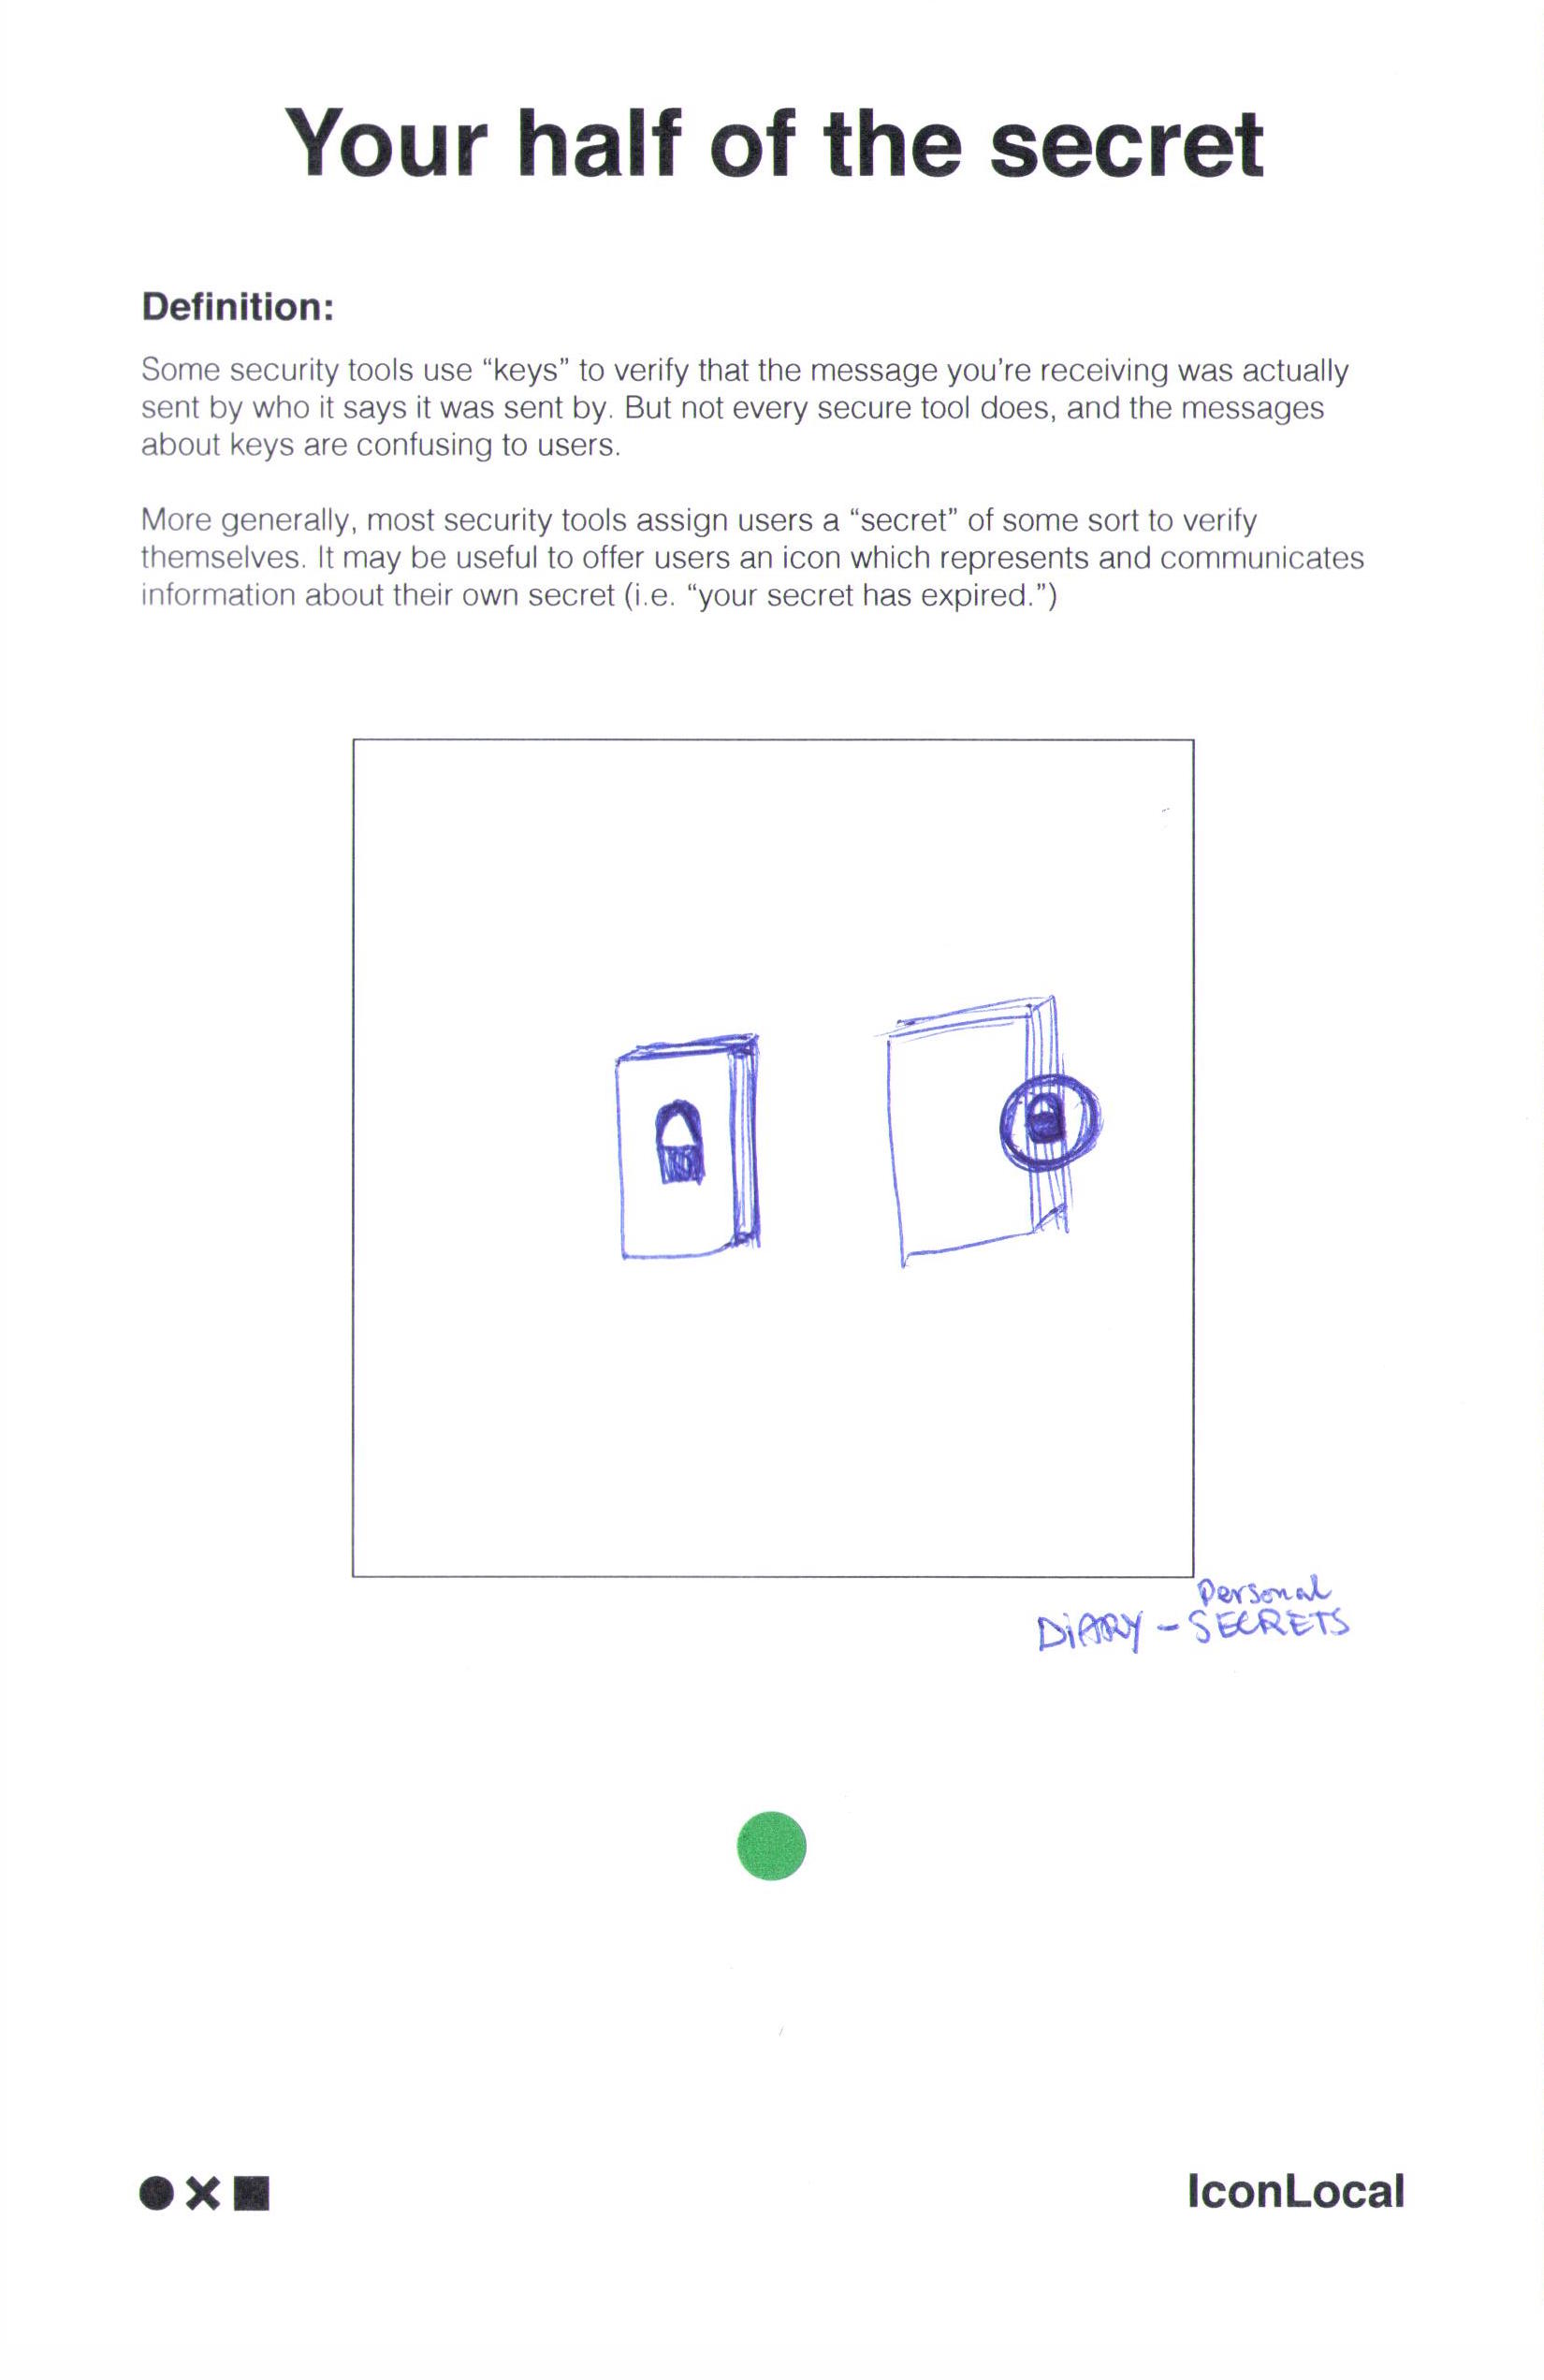 Your half of the secret
Definition:
Some security tools use “keys” to verify that the message you’re receiving was actually
sent by who it says it was sent by. But not every secure tool does, and the messages
about keys are confusing to users.
More generally, most security tools assign users a “secret” of some sort to verify
themselves. It may be useful to offer users an icon which represents and communicates
information about their own secret (i.e. “your secret has expired.”)
Personal
DiARY - SECRETS
IconLocal